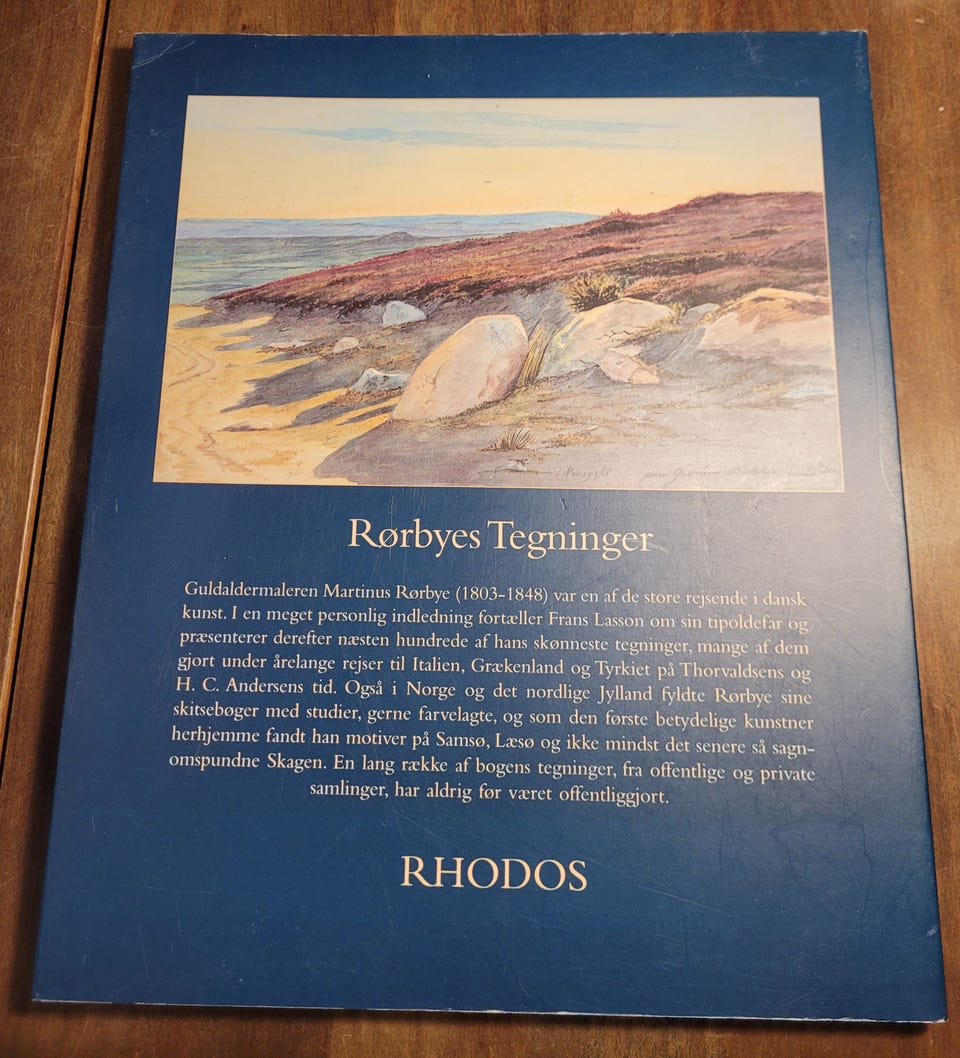 Rørbyes Tegninger
Guldaldermaleren Martinus Rørbye (1803–1848) var en af de store rejsende i dansk
kunst. I en meget personlig indledning fortæller Frans Lasson om sin tipoldefar og
præsenterer derefter næsten hundrede af hans skønneste tegninger, mange af dem
gjort under årelange rejser til Italien, Grækenland og Tyrkiet på Thorvaldsens og
H. C. Andersens tid. Også i Norge og det nordlige Jylland fyldte Rørbye sine
skitsebøger med studier, gerne farvelagte, og som den første betydelige kunstner
herhjemme fandt han motiver på Samsø, Læsø og ikke mindst det senere så sagn-
omspundne Skagen. En lang række af bogens tegninger, fra offentlige og private
samlinger, har aldrig før været offentliggjort.
RHODOS